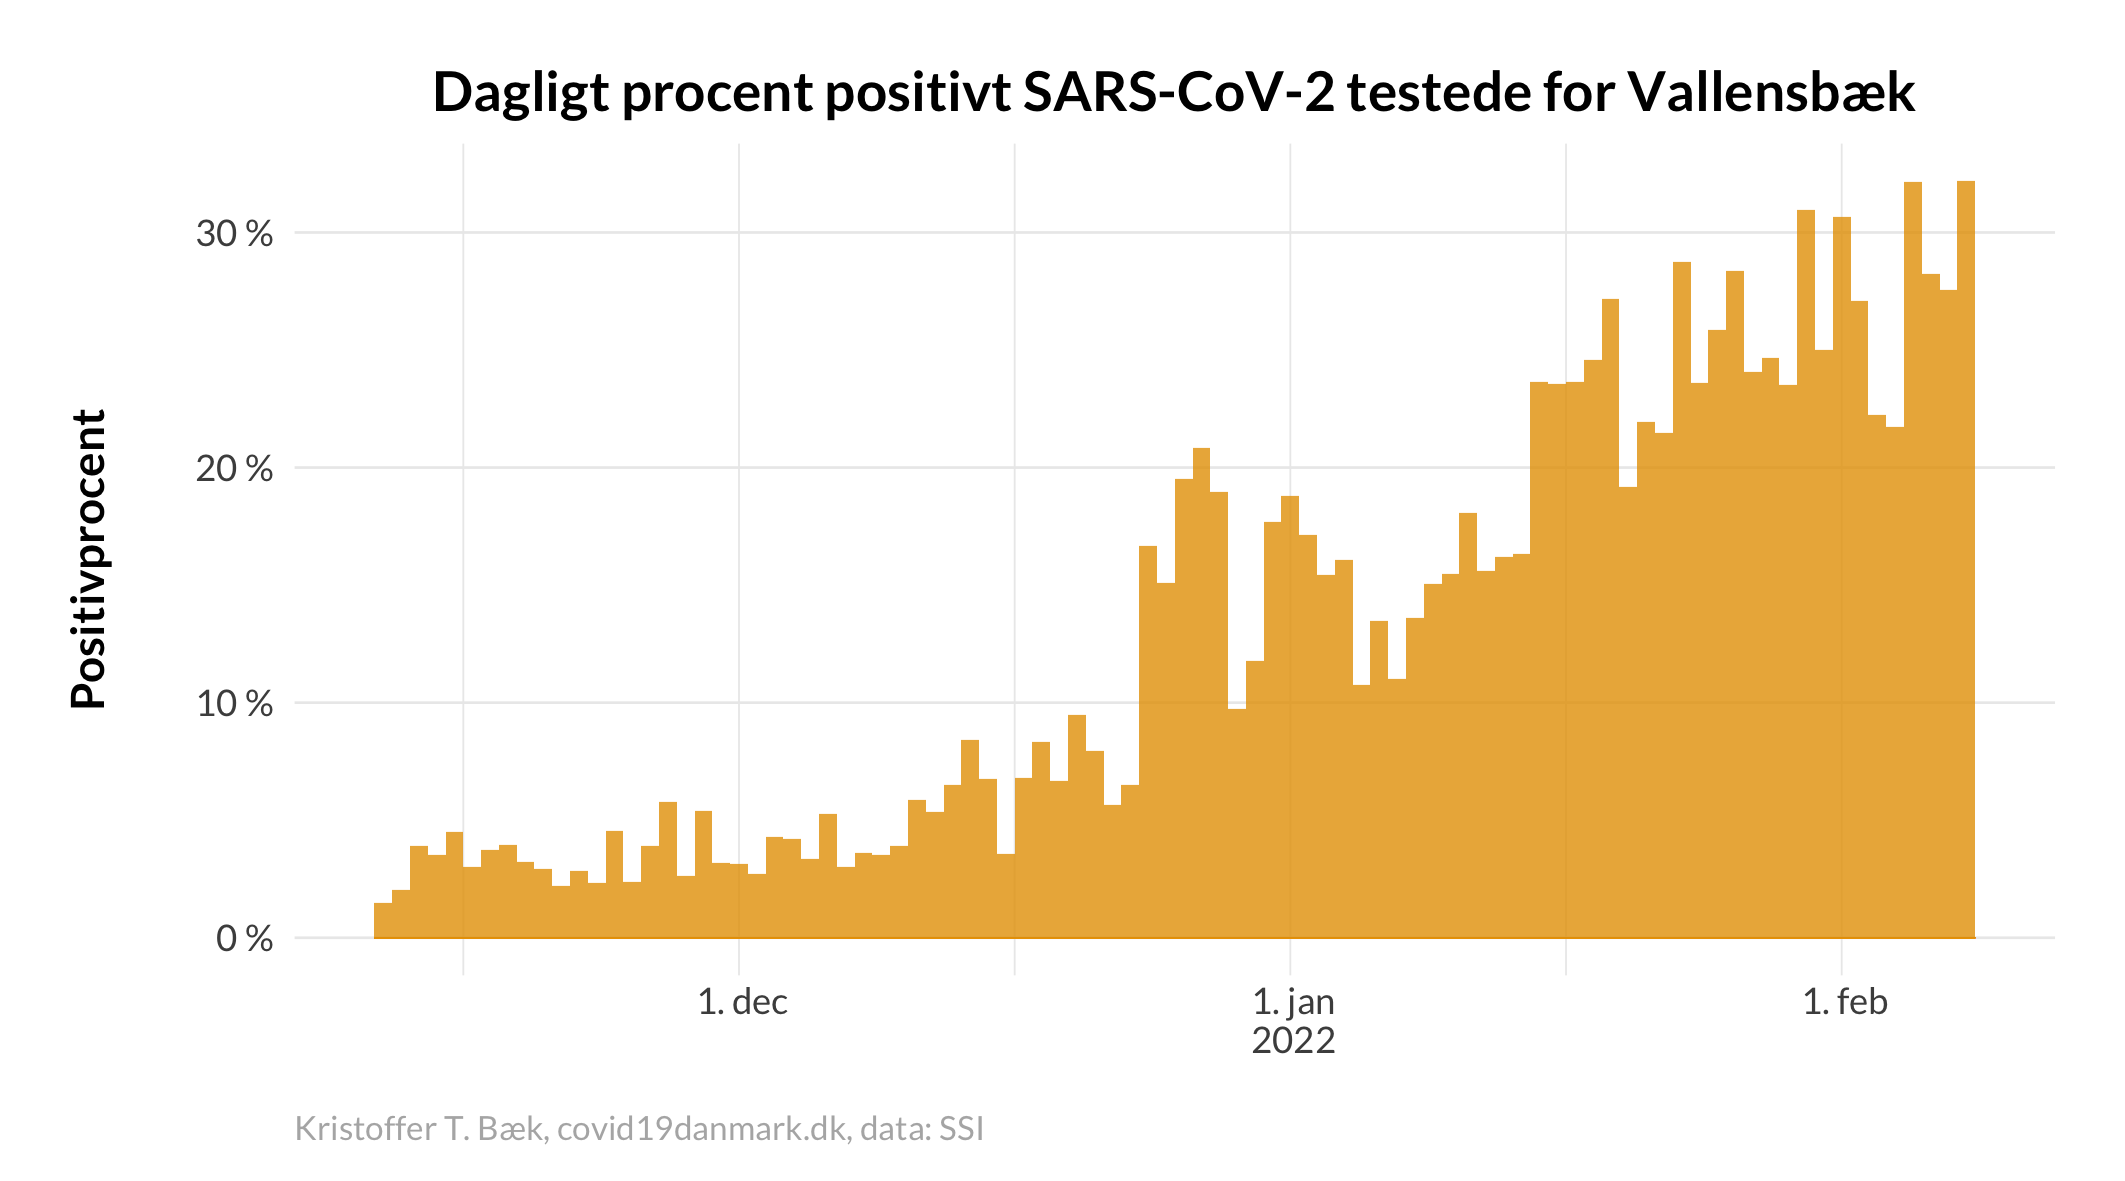 Dagligt procent positivt SARS-CoV-2 testede for Vallensbæk
Positivprocent
30 %
20 %
10 %
0 %
1. dec
1. jan
2022
1. feb
Kristoffer T. Bæk, covid19danmark.dk, data: SSI